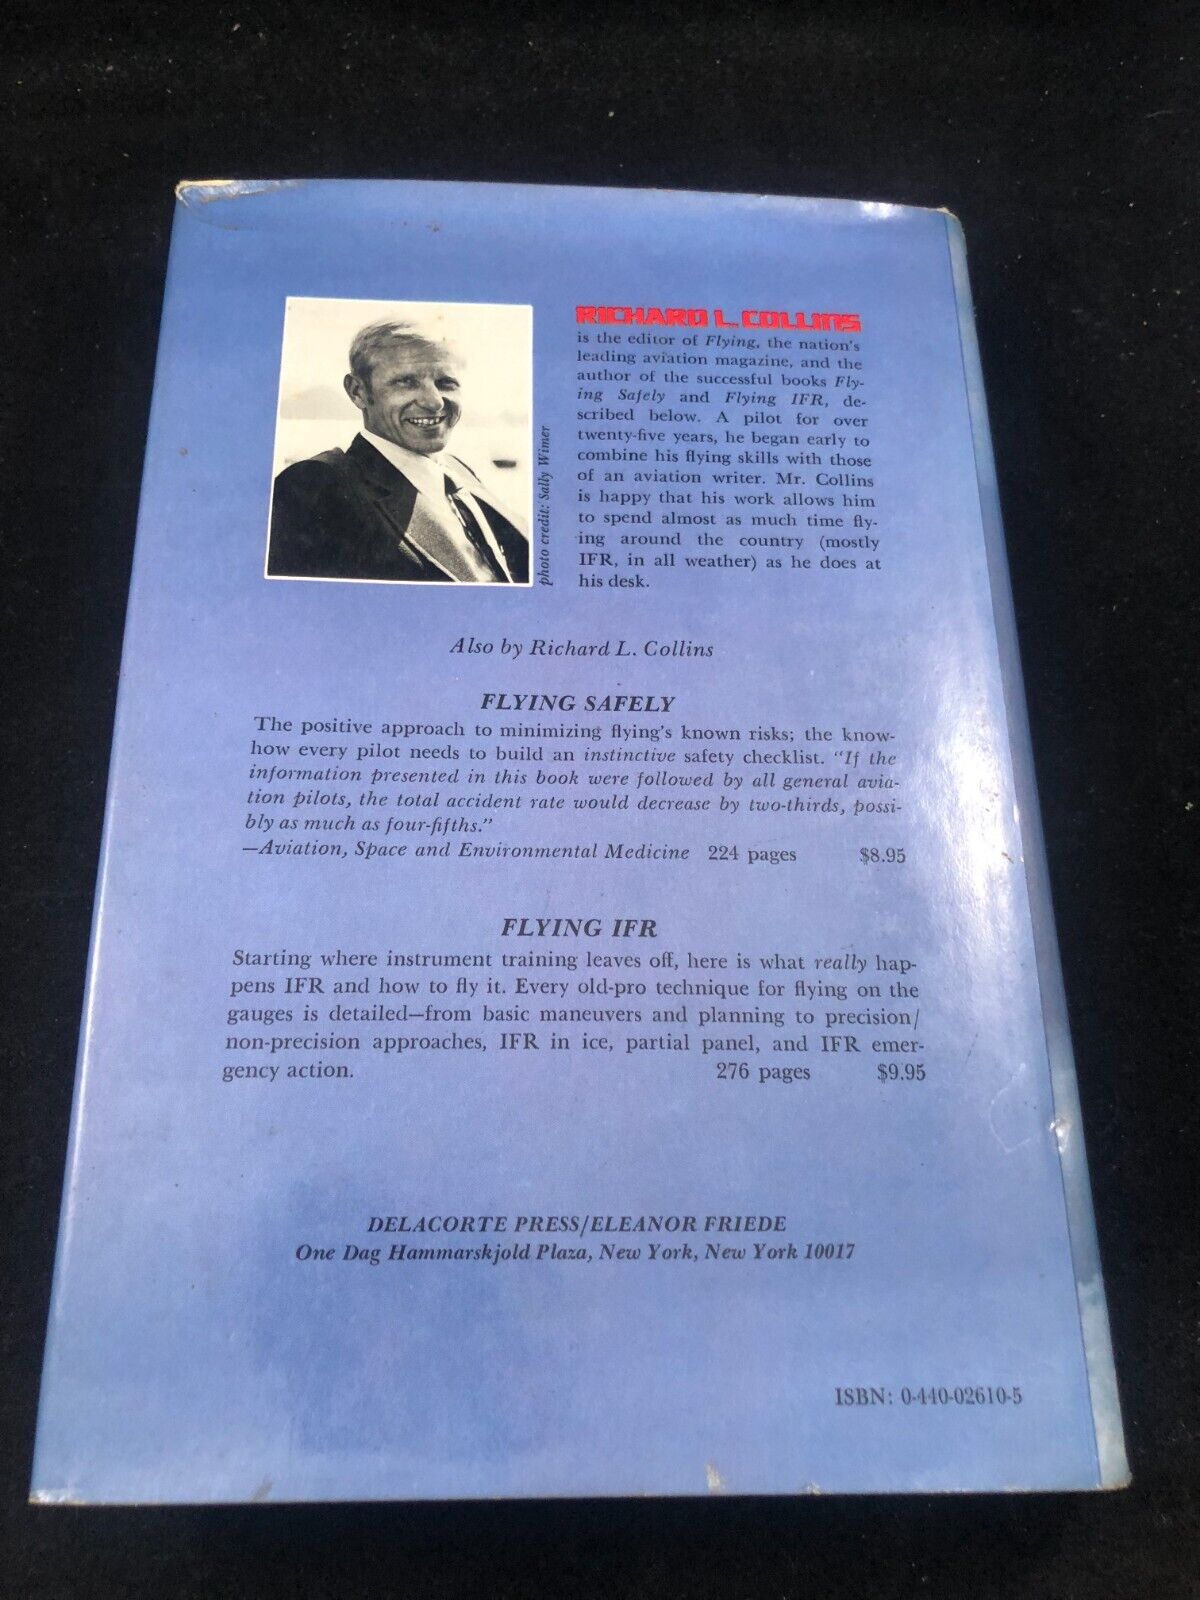 RICHARD L. COLLINS
is the editor of Flying, the nation's
leading aviation magazine, and the
author of the successful books Fly-
ing Safely and Flying IFR, de-
scribed below. A pilot for over
twenty-five years, he began early to
combine his flying skills with those
of an aviation writer. Mr. Collins
is happy that his work allows him
to spend almost as much time fly-
ing around the country (mostly
IFR, in all weather) as he does at
his desk.
photo credit: Sally Wimer
Also by Richard L. Collins
FLYING SAFELY
The positive approach to minimizing flying's known risks; the know-
how every pilot needs to build an instinctive safety checklist. "If the
information presented in this book were followed by all general avia-
tion pilots, the total accident rate would decrease by two-thirds, possi-
bly as much as four-fifths."
—Aviation, Space and Environmental Medicine 224 pages $8.95
FLYING IFR
Starting where instrument training leaves off, here is what really hap-
pens IFR and how to fly it. Every old-pro technique for flying on the
gauges is detailed—from basic maneuvers and planning to precision/
non-precision approaches, IFR in ice, partial panel, and IFR emer-
gency action. 276 pages $9.95
DELACORTE PRESS/ELEANOR FRIEDE
One Dag Hammarskjold Plaza, New York, New York 10017
ISBN: 0-440-02610-5